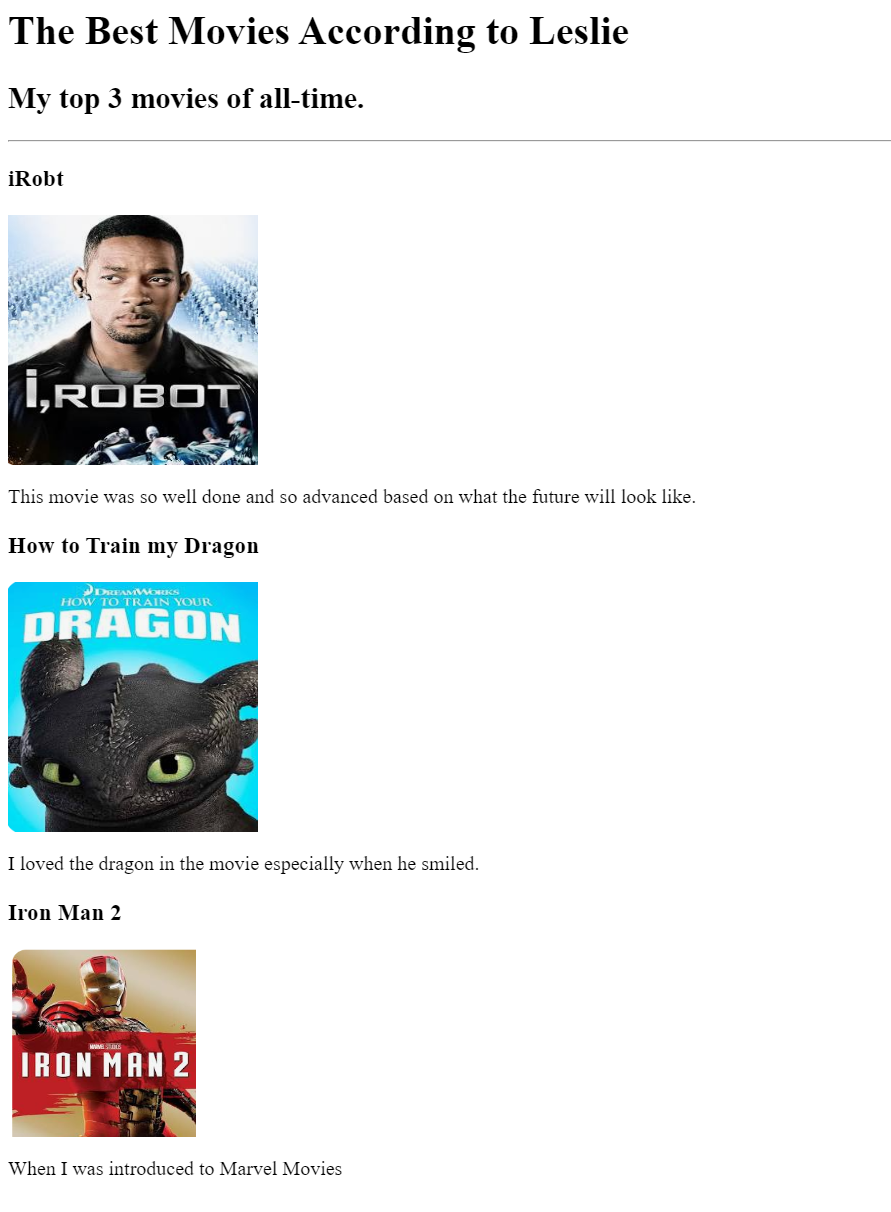 The Best Movies According to Leslie
My top 3 movies of all-time.
iRobt
i,ROBOT
This movie was so well done and so advanced based on what the future will look like.
How to Train my Dragon
DREAMWORKS
HOW TO TRAIN YOUR
DRAGON
I loved the dragon in the movie especially when he smiled.
Iron Man 2
MARVEL STUDIOS
IRON MAN 2
When I was introduced to Marvel Movies